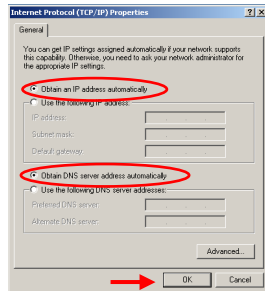 Internet Protocol (TCP/IP) Properties
General
You can get IP settings assigned automatically if your network supports
this capability. Otherwise, you need to ask your network administrator for
the appropriate IP settings.
Obtain an IP address automatically
Use the following IP address:
IP address:
Subnet mask:
Default gateway:
Obtain DNS server address automatically
Use the following DNS server addresses:
Preferred DNS server:
Alternate DNS server:
Advanced...
OK Cancel